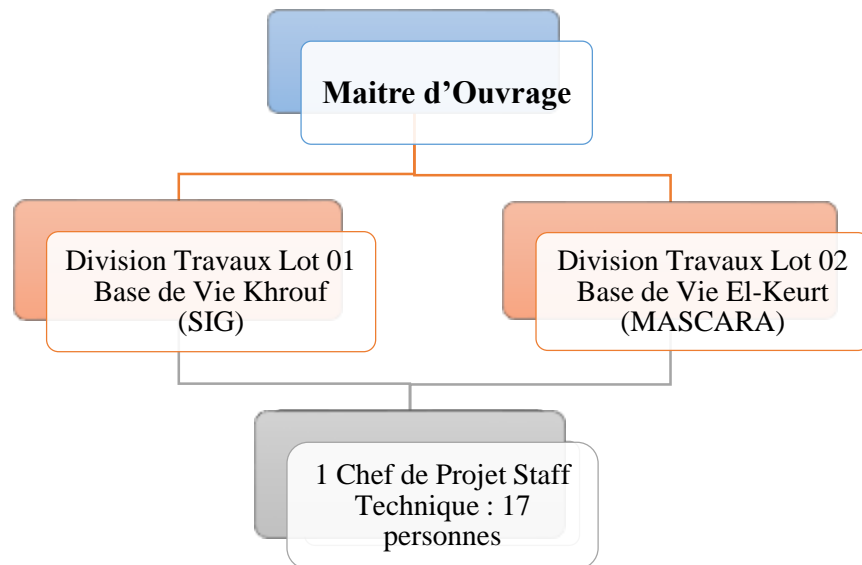 Maitre d’Ouvrage
Division Travaux Lot 01
Base de Vie Khrouf
(SIG)
Division Travaux Lot 02
Base de Vie El-Keurt
(MASCARA)
1 Chef de Projet Staff
Technique : 17
personnes